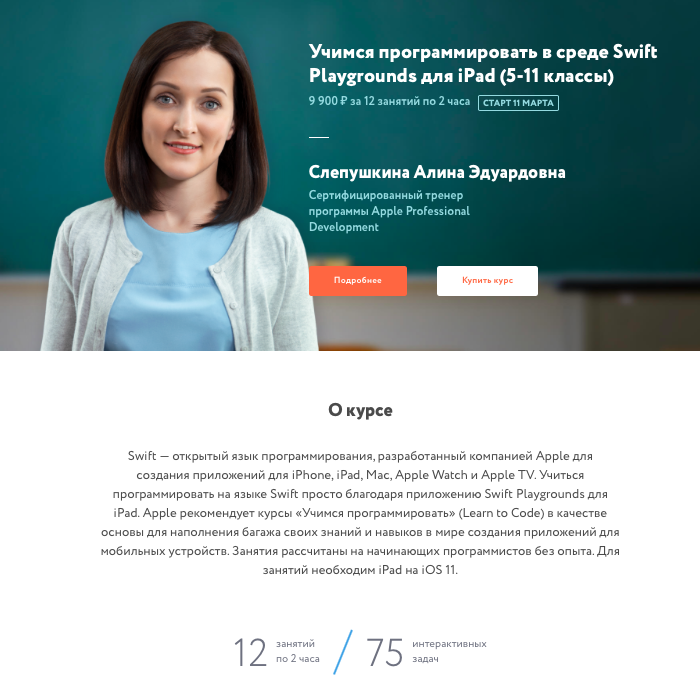 Учимся программировать в среде Swift
Playgrounds для iPad (5-11 классы)
9 900 ₽ за 12 занятий по 2 часа СТАРТ 11 МАРТА
Слепушкина Алина Эдуардовна
Сертифицированный тренер
программы Apple Professional
Development
Подробнее Купить курс
О курсе
Swift — открытый язык программирования, разработанный компанией Apple для
создания приложений для iPhone, iPad, Mac, Apple Watch и Apple TV. Учиться
программировать на языке Swift просто благодаря приложению Swift Playgrounds для
iPad. Apple рекомендует курсы «Учимся программировать» (Learn to Code) в качестве
основы для наполнения багажа своих знаний и навыков в мире создания приложений для
мобильных устройств. Занятия рассчитаны на начинающих программистов без опыта. Для
занятий необходим iPad на iOS 11.
12 занятий по 2 часа / 75 интерактивных задач